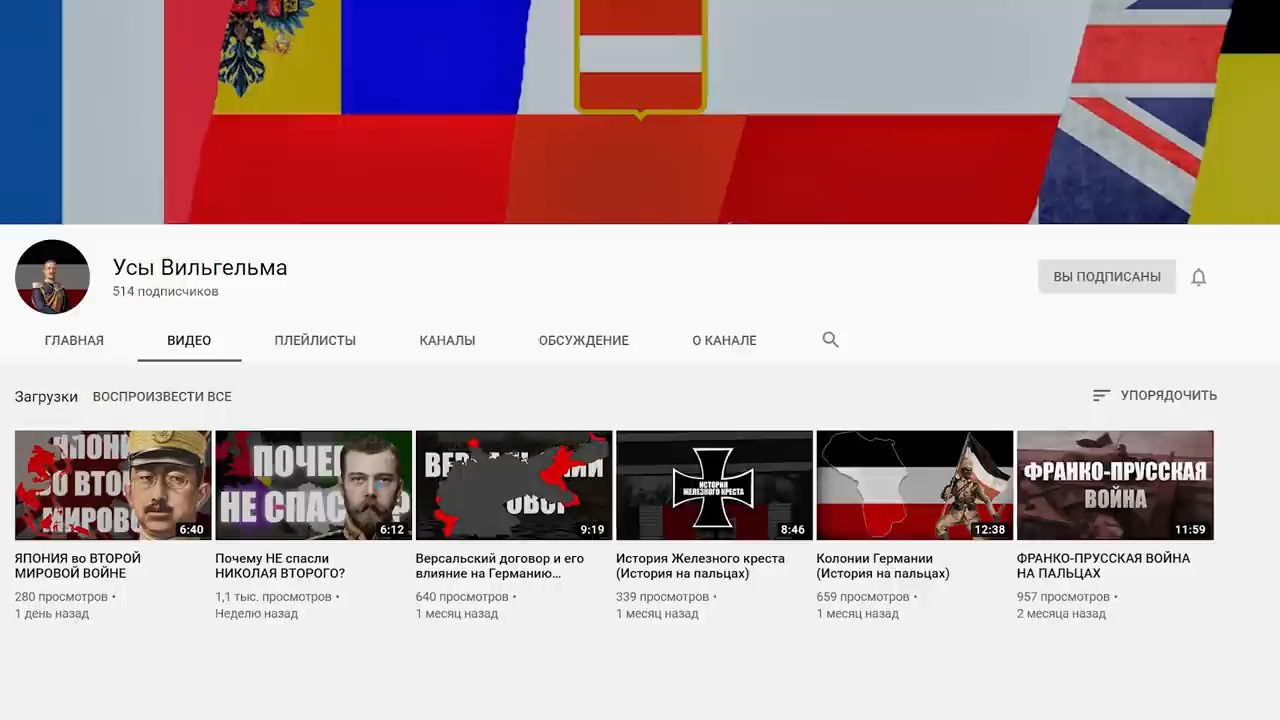 Усы Вильгельма
514 подписчиков
ВЫ ПОДПИСАНЫ
ГЛАВНАЯ ВИДЕО ПЛЕЙЛИСТЫ КАНАЛЫ ОБСУЖДЕНИЕ О КАНАЛЕ
Загрузки ВОСПРОИЗВЕСТИ ВСЕ
УПОРЯДОЧИТЬ
6:40
ЯПОНИЯ во ВТОРОЙ
МИРОВОЙ ВОЙНЕ
280 просмотров •
1 день назад
НЕ
6:12
Почему НЕ спасли
НИКОЛАЯ ВТОРОГО?
1,1 тыс. просмотров •
Неделю назад
9:19
Версальский договор и его
влияние на Германию...
640 просмотров •
1 месяц назад
ИСТОРИЯ
ЖЕЛЕЗНОГО КРЕСТА
8:46
История Железного креста
(История на пальцах)
339 просмотров •
1 месяц назад
12:38
Колонии Германии
(История на пальцах)
659 просмотров •
1 месяц назад
ФРАНКО-ПРУССКАЯ
ВОЙНА
11:59
ФРАНКО-ПРУССКАЯ ВОЙНА
НА ПАЛЬЦАХ
957 просмотров •
2 месяца назад